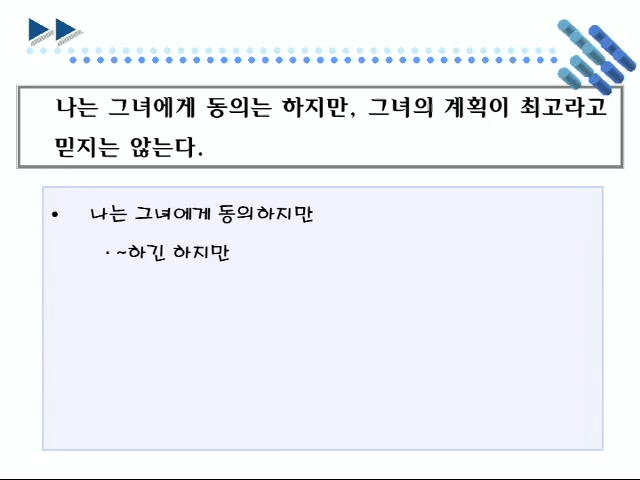 나는 그녀에게 동의는 하지만, 그녀의 계획이 최고라고
믿지는 않는다.
• 나는 그녀에게 동의하지만
· ~하긴 하지만